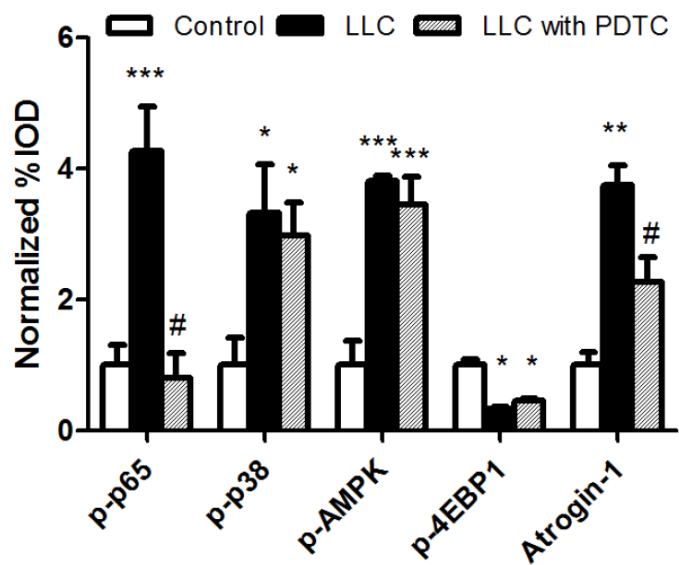 Control LLC LLC with PDTC
Normalized % IOD
6
4
2
0
***
#
*
*
***
***
*
*
**
#
p-p65
p-p38
p-AMPK
p-4EBP1
Atrogin-1